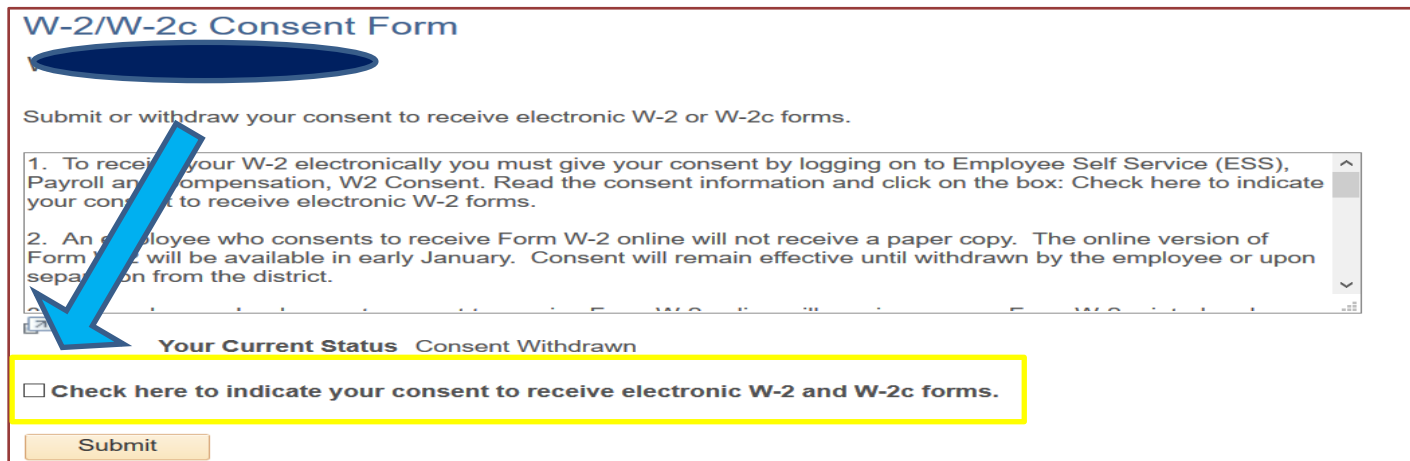 W-2/W-2c Consent Form
Submit or withdraw your consent to receive electronic W-2 or W-2c forms.
1. To receive your W-2 electronically you must give your consent by logging on to Employee Self Service (ESS),
Payroll and Compensation, W2 Consent. Read the consent information and click on the box: Check here to indicate
your consent to receive electronic W-2 forms.
2. An employee who consents to receive Form W-2 online will not receive a paper copy. The online version of
Form W-2 will be available in early January. Consent will remain effective until withdrawn by the employee or upon
separation from the district.
Your Current Status Consent Withdrawn
Check here to indicate your consent to receive electronic W-2 and W-2c forms.
Submit